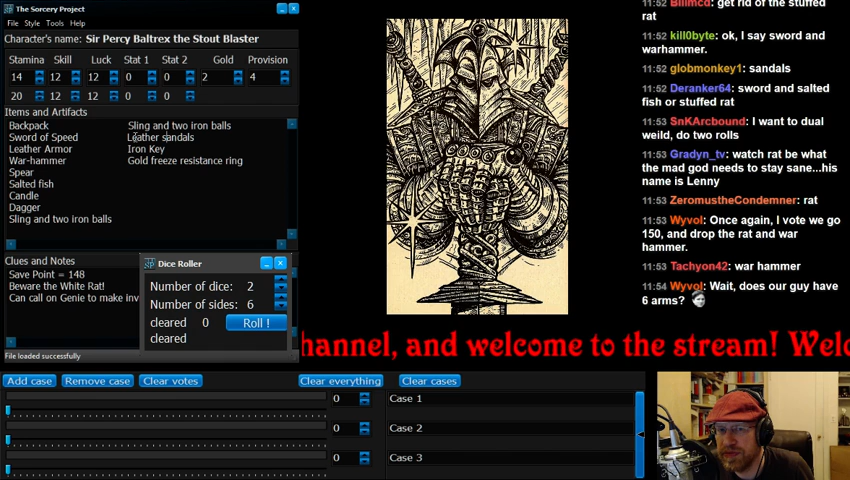 The Sorcery Project
File Style Tools Help
Character's name: Sir Percy Baltrex the Stout Blaster
Stamina Skill Luck Stat 1 Stat 2 Gold Provision
14 12 12 0 0 2 4
20 12 12 0 0
Items and Artifacts
Backpack
Sword of Speed
Leather Armor
War-hammer
Spear
Salted fish
Candle
Dagger
Sling and two iron balls
Sling and two iron balls
Leather sandals
Iron Key
Gold freeze resistance ring
Clues and Notes
Save Point = 148
Beware the White Rat!
Can call on Genie to make inv
Dice Roller
Number of dice: 2
Number of sides: 6
cleared 0 Roll !
cleared
File loaded successfully
Billmcd: get rid of the stuffed
rat
11:52 kill0byte: ok, I say sword and
warhammer.
11:52 globmonkey1: sandals
11:52 Deranker64: sword and salted
fish or stuffed rat
11:53 SnKArcbound: I want to dual
weild, do two rolls
11:53 Gradyn_tv: watch rat be what
the mad god needs to stay sane...his
name is Lenny
11:53 ZeromustheCondemner: rat
11:53 Wyvol: Once again, I vote we go
150, and drop the rat and war
hammer.
11:53 Tachyon42: war hammer
11:54 Wyvol: Wait, does our guy have
6 arms?
hannel, and welcome to the stream! Welc
Add case Remove case Clear votes Clear everything Clear cases
0 Case 1
0 Case 2
0 Case 3